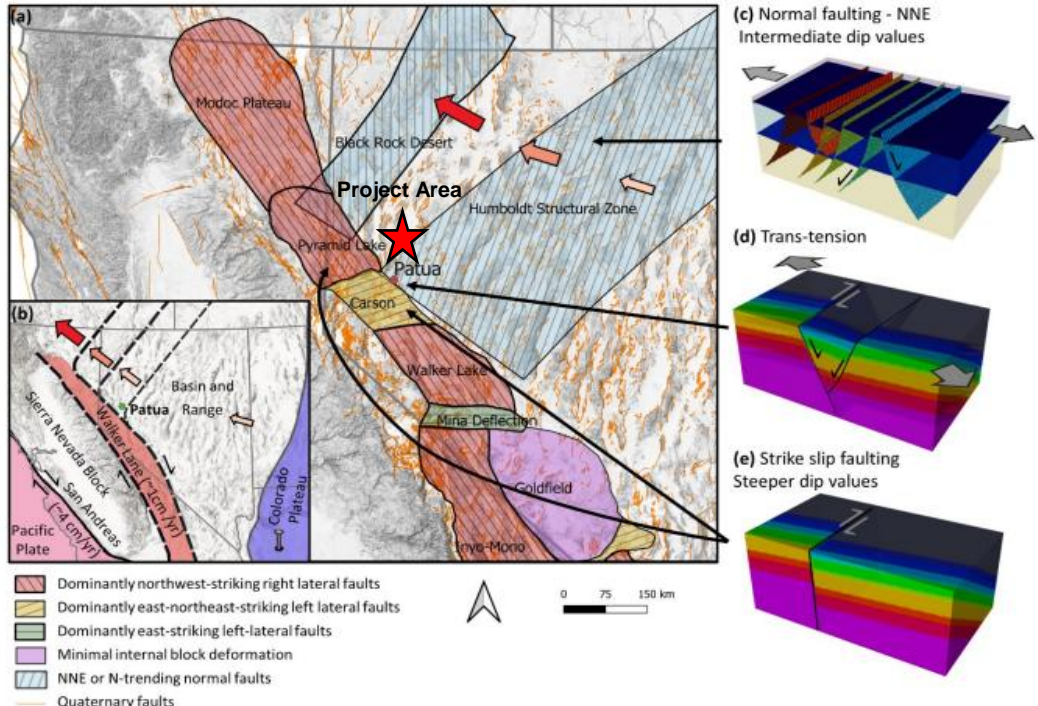 (a)
Modoc Plateau
Black Rock Desert
Project Area
Humboldt Structural Zone
Pyramid Lake
Patua
Carson
Walker Lake
Mina Deflection
Goldfield
Inyo-Mono
(b)
Basin and
Range
Patua
Walker Lane (~1cm /yr)
Sierra Nevada Block
San Andreas
(~4 cm/yr)
Pacific
Plate
Colorado
Plateau
(c) Normal faulting - NNE
Intermediate dip values
(d) Trans-tension
(e) Strike slip faulting
Steeper dip values
Dominantly northwest-striking right lateral faults
Dominantly east-northeast-striking left lateral faults
Dominantly east-striking left-lateral faults
Minimal internal block deformation
NNE or N-trending normal faults
Quaternary faults
0 75 150 km